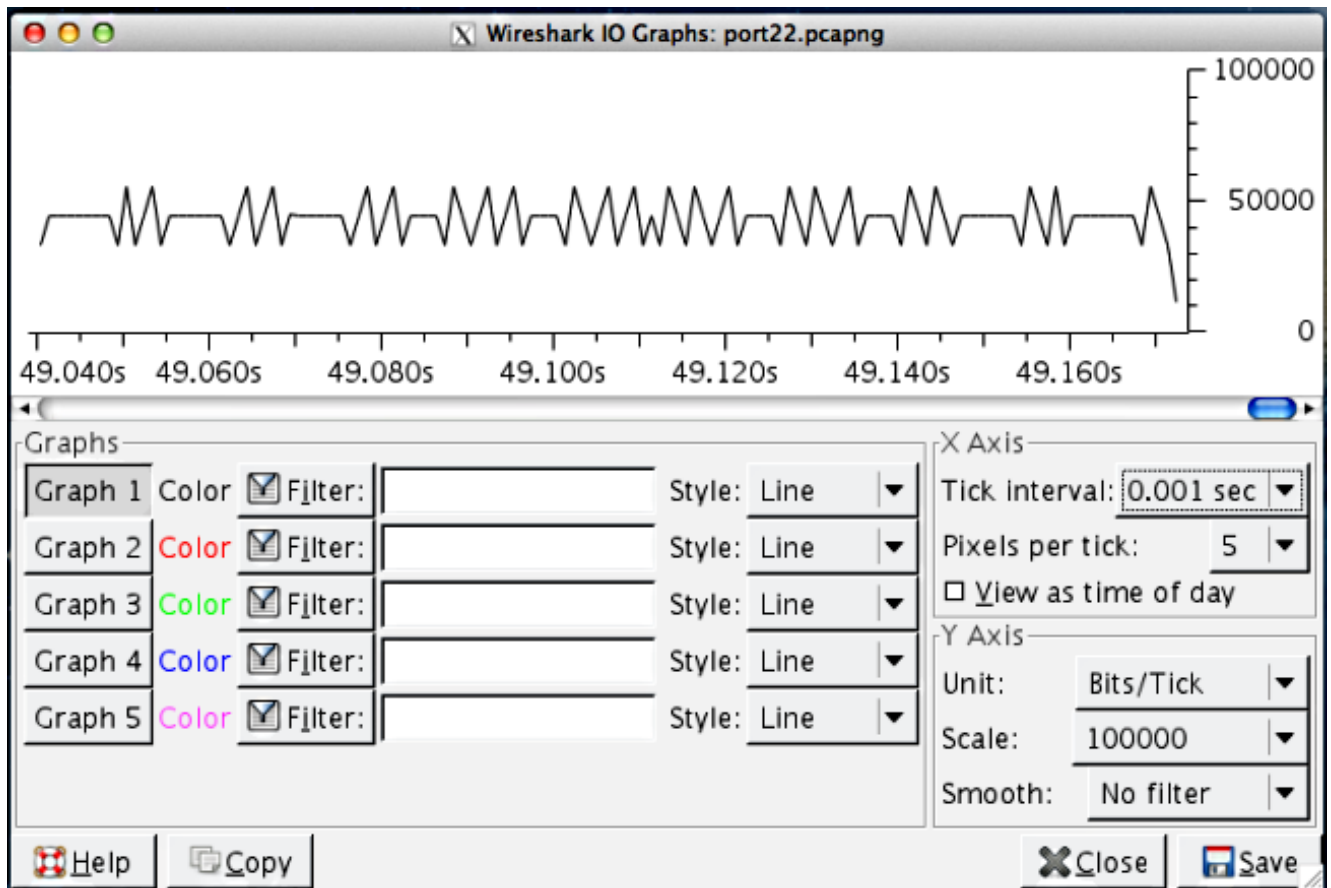 X Wireshark IO Graphs: port22.pcapng
100000
50000
0
49.040s 49.060s 49.080s 49.100s 49.120s 49.140s 49.160s
Graphs
Graph 1 Color Filter: Style: Line
Graph 2 Color Filter: Style: Line
Graph 3 Color Filter: Style: Line
Graph 4 Color Filter: Style: Line
Graph 5 Color Filter: Style: Line
X Axis
Tick interval: 0.001 sec
Pixels per tick: 5
View as time of day
Y Axis
Unit: Bits/Tick
Scale: 100000
Smooth: No filter
Help Copy Close Save